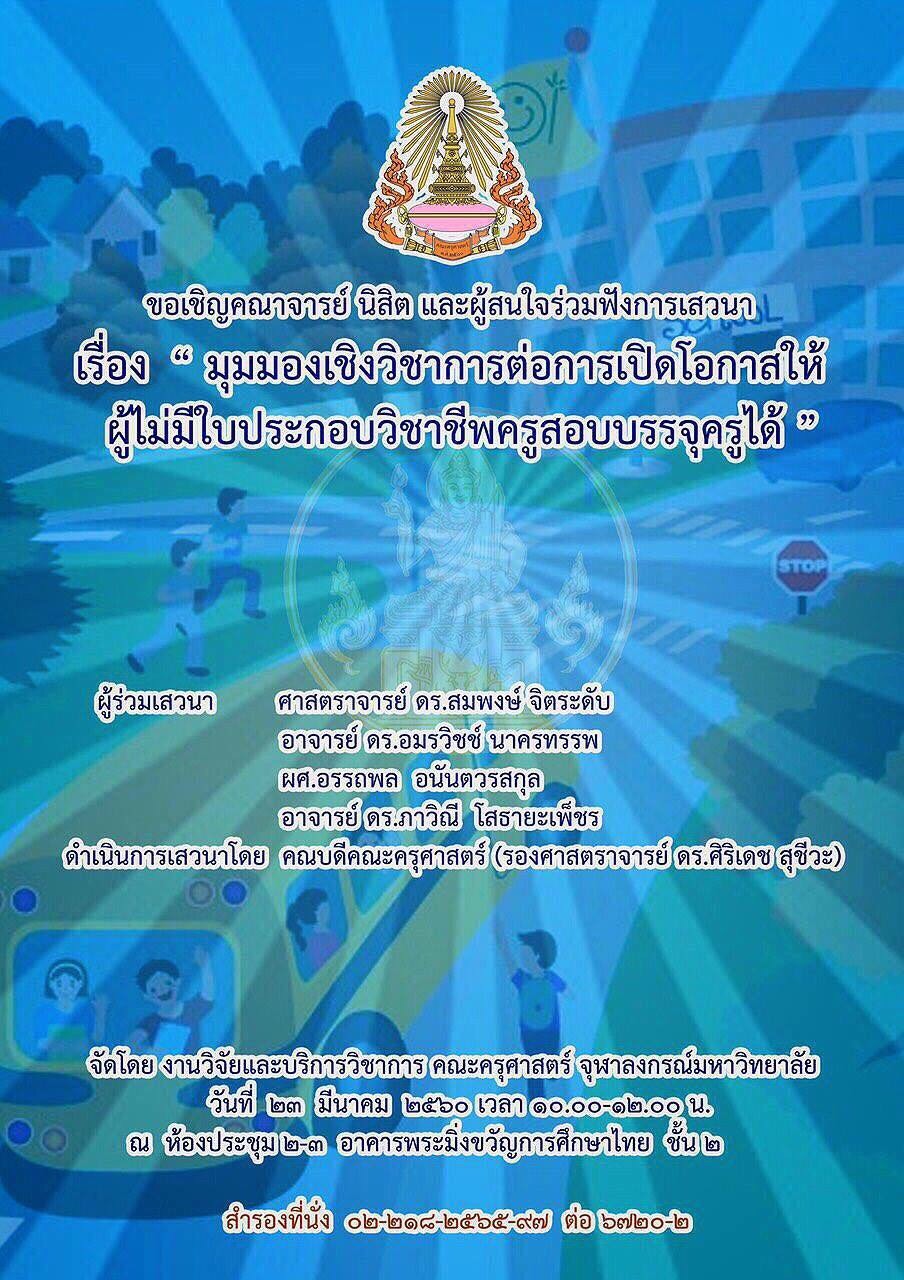 คณะครุศาสตร์
ขอเชิญคณาจารย์ นิสิต และผู้สนใจร่วมฟังการเสวนา
SCHOOL
เรื่อง “ มุมมองเชิงวิชาการต่อการเปิดโอกาสให้
ผู้ไม่มีใบประกอบวิชาชีพครูสอบบรรจุครูได้ ”
STOP
ผู้ร่วมเสวนา ศาสตราจารย์ ดร.สมพงษ์ จิตระดับ
อาจารย์ ดร.อมรวิชช์ นาครทรรพ
ผศ.อรรถพล อนันตวรสกุล
อาจารย์ ดร.ภาวิณี โสธายะเพ็ชร
ดำเนินการเสวนาโดย คณบดีคณะครุศาสตร์ (รองศาสตราจารย์ ดร.ศิริเดช สุชีวะ)
จัดโดย งานวิจัยและบริการวิชาการ คณะครุศาสตร์ จุฬาลงกรณ์มหาวิทยาลัย
วันที่ ๒๓ มีนาคม ๒๕๖๐ เวลา ๑๐.๐๐-๑๒.๐๐ น.
ณ ห้องประชุม ๒-๓ อาคารพระมิ่งขวัญการศึกษาไทย ชั้น ๒
สำรองที่นั่ง ๐๒-๒๑๘-๒๕๖๕-๙๗ ต่อ ๖๗๒๐-๒